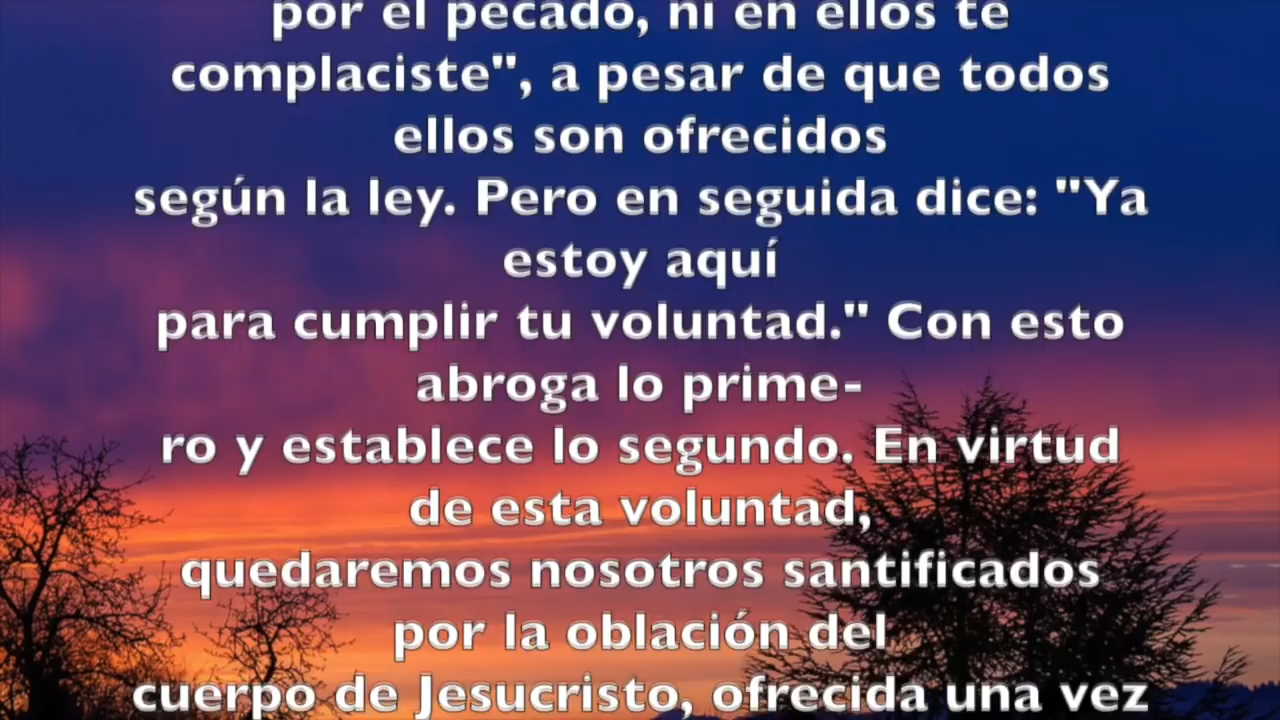 por el pecado, ni en ellos te
complaciste", a pesar de que todos
ellos son ofrecidos
según la ley. Pero en seguida dice: "Ya
estoy aquí
para cumplir tu voluntad." Con esto
abroga lo prime-
ro y establece lo segundo. En virtud
de esta voluntad,
quedaremos nosotros santificados
por la oblación del
cuerpo de Jesucristo, ofrecida una vez